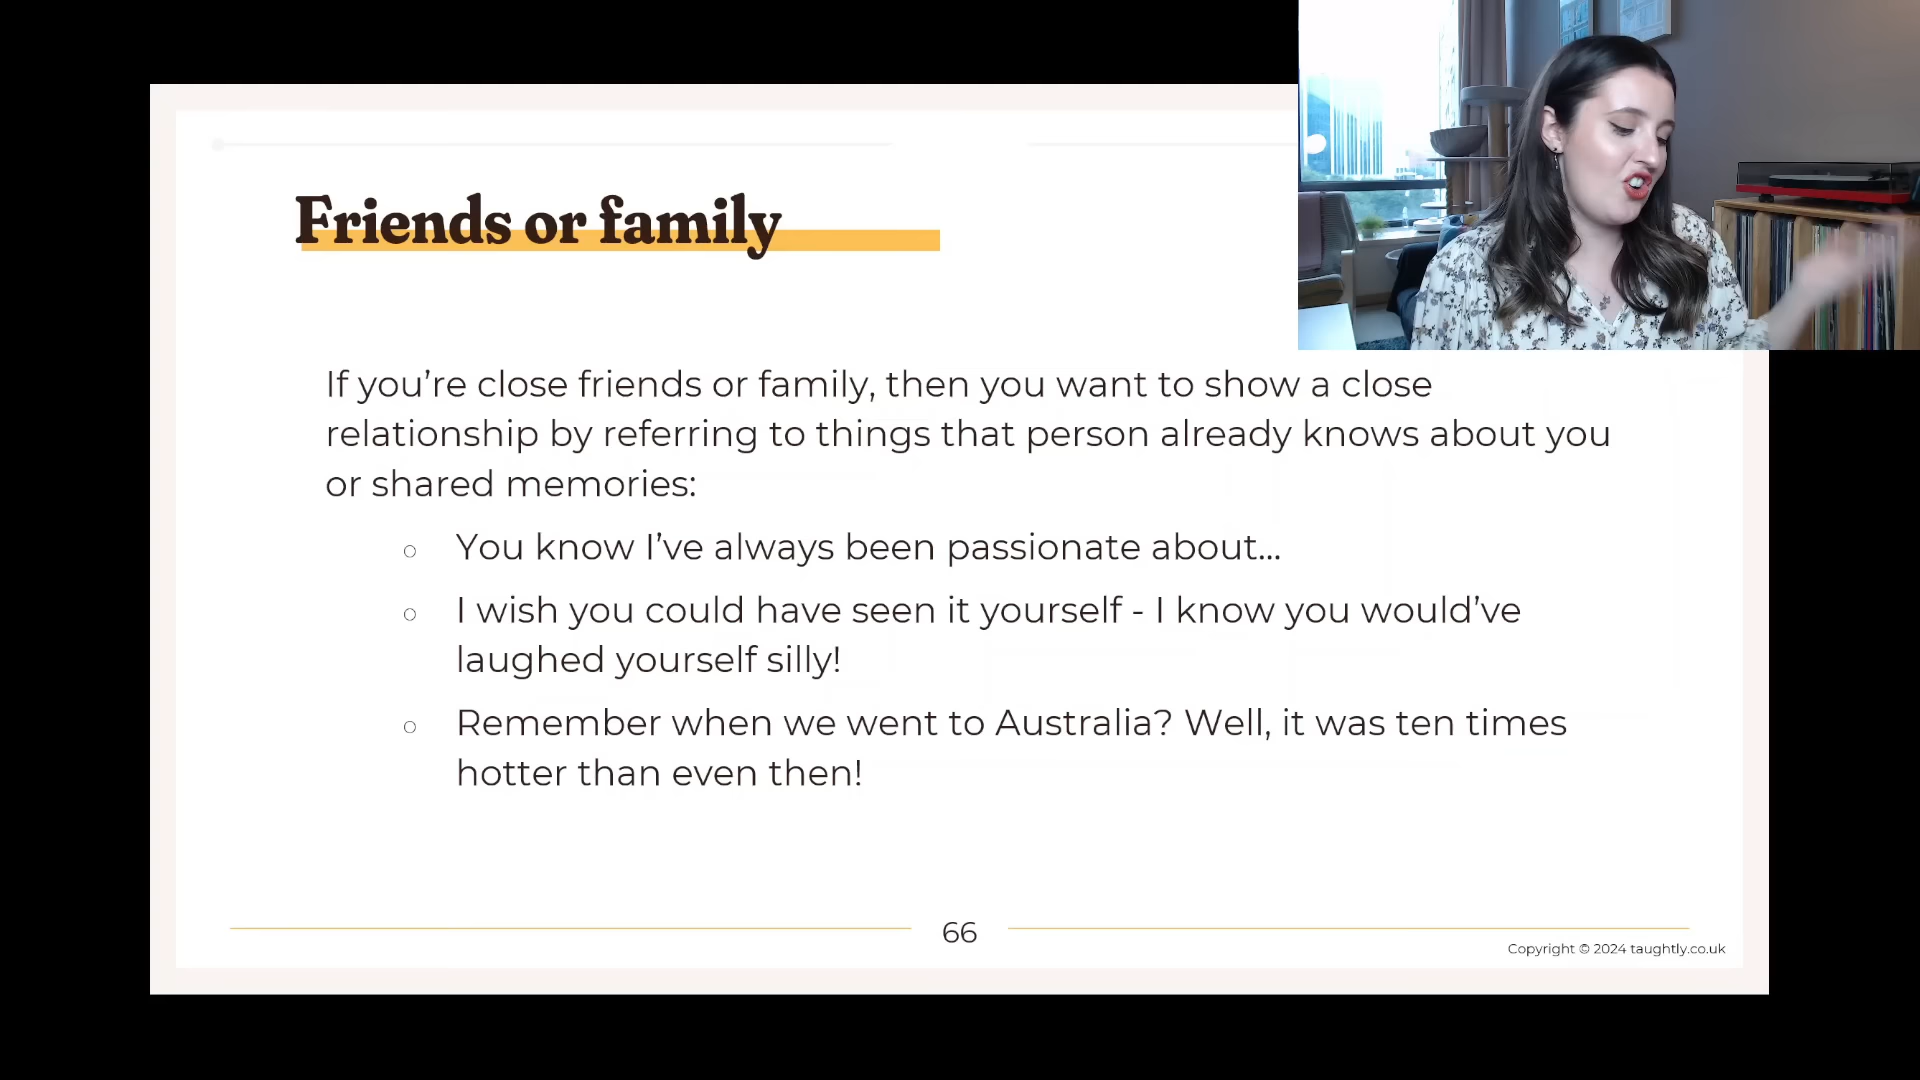 Friends or family
If you’re close friends or family, then you want to show a close
relationship by referring to things that person already knows about you
or shared memories:
○ You know I’ve always been passionate about...
○ I wish you could have seen it yourself - I know you would’ve
laughed yourself silly!
○ Remember when we went to Australia? Well, it was ten times
hotter than even then!
66
Copyright © 2024 taughtly.co.uk